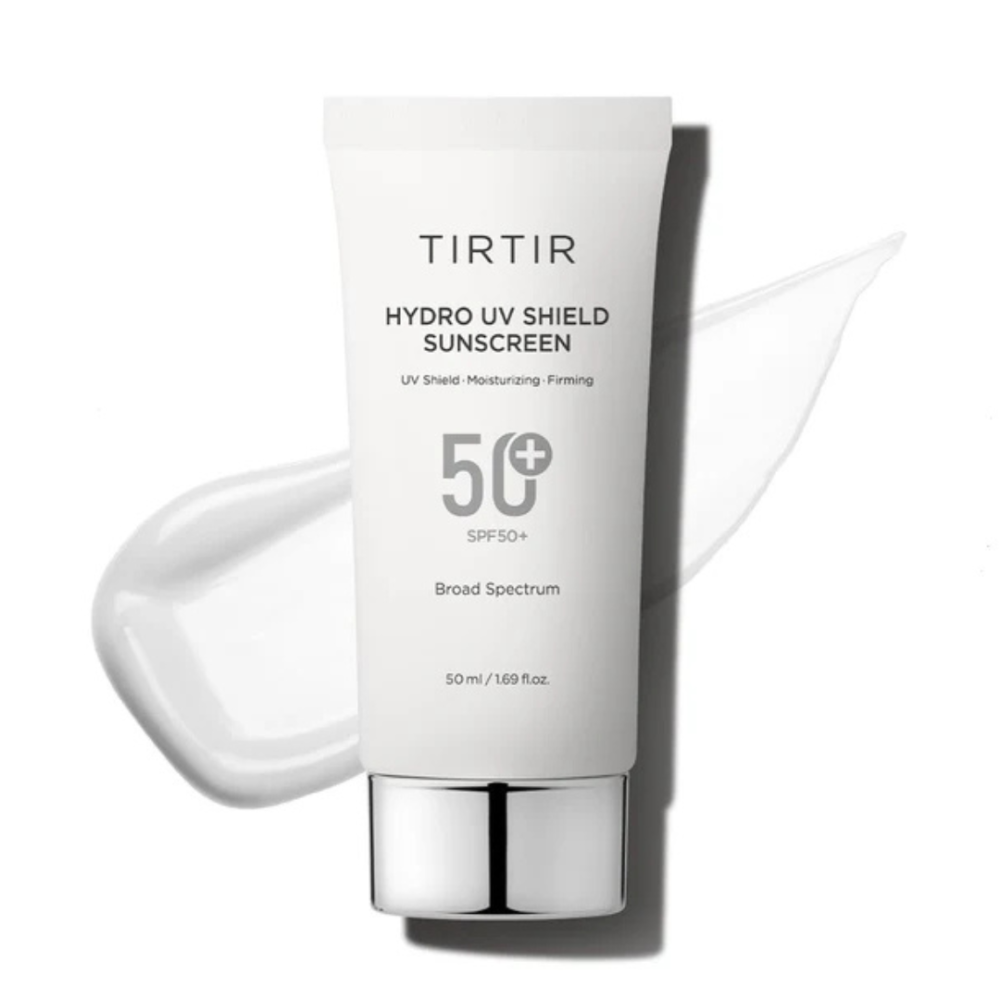 TIRTIR
HYDRO UV SHIELD
SUNSCREEN
UV Shield · Moisturizing · Firming
50+
SPF50+
Broad Spectrum
50 ml / 1.69 fl.oz.